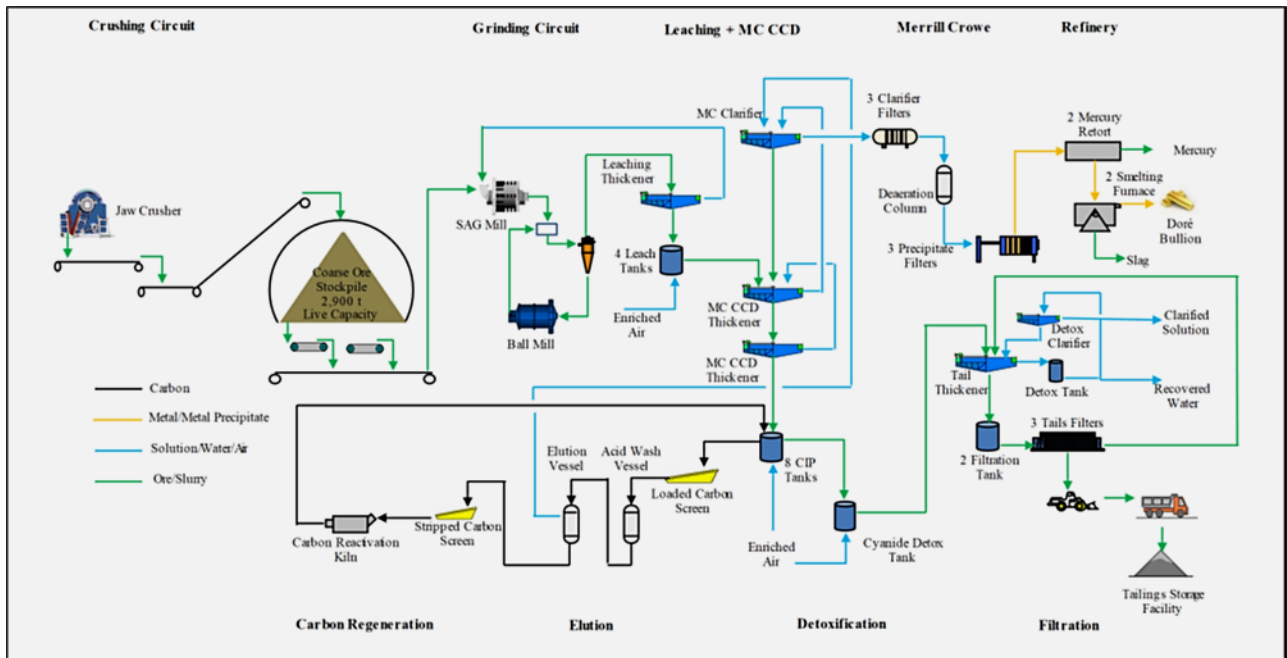 Crushing Circuit
Grinding Circuit
Leaching + MC CCD
Merrill Crowe
Refinery
Jaw Crusher
Coarse Ore
Stockpile
2,900 t
Live Capacity
SAG Mill
Ball Mill
Leaching
Thickener
4 Leach
Tanks
Enriched
Air
MC Clarifier
MC CCD
Thickener
MC CCD
Thickener
3 Clarifier
Filters
Deaeration
Column
3 Precipitate
Filters
2 Mercury
Retort
Mercury
2 Smelting
Furnace
Doré
Bullion
Slag
Carbon
Metal/Metal Precipitate
Solution/Water/Air
Ore/Slurry
Detox
Clarifier
Clarified
Solution
Tail
Thickener
Detox Tank
Recovered
Water
2 Filtration
Tank
3 Tails Filters
Tailings Storage
Facility
Elution
Vessel
Acid Wash
Vessel
Loaded Carbon
Screen
8 CIP
Tanks
Stripped Carbon
Screen
Carbon Reactivation
Kiln
Enriched
Air
Cyanide Detox
Tank
Carbon Regeneration
Elution
Detoxification
Filtration